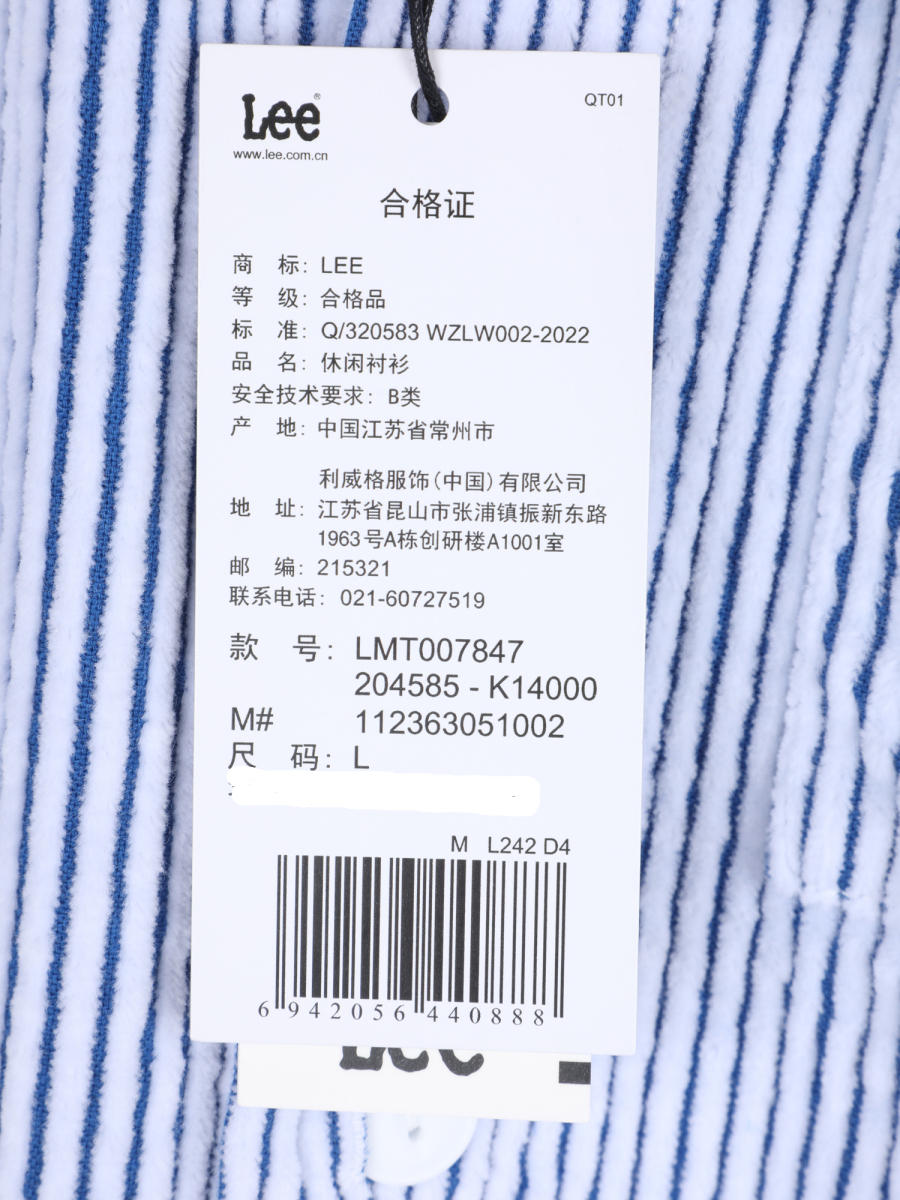 Lee®
QT01
www.lee.com.cn
合格证
商 标: LEE
等 级: 合格品
标 准: Q/320583 WZLW002-2022
品 名: 休闲衬衫
安全技术要求: B类
产 地: 中国江苏省常州市
利威格服饰(中国)有限公司
地 址: 江苏省昆山市张浦镇振新东路
1963号A栋创研楼A1001室
邮 编: 215321
联系电话: 021-60727519
款 号: LMT007847
204585 - K14000
M# 112363051002
尺 码: L
M L242 D4
6 942056 440888
Lee